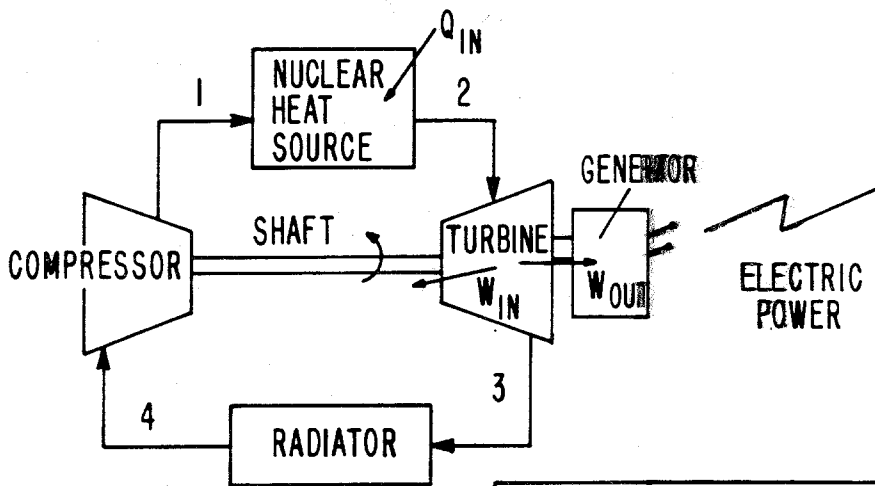 Q IN
NUCLEAR
HEAT
SOURCE
1
2
GENERATOR
SHAFT
TURBINE
COMPRESSOR
W IN
W OUT
ELECTRIC
POWER
3
4
RADIATOR